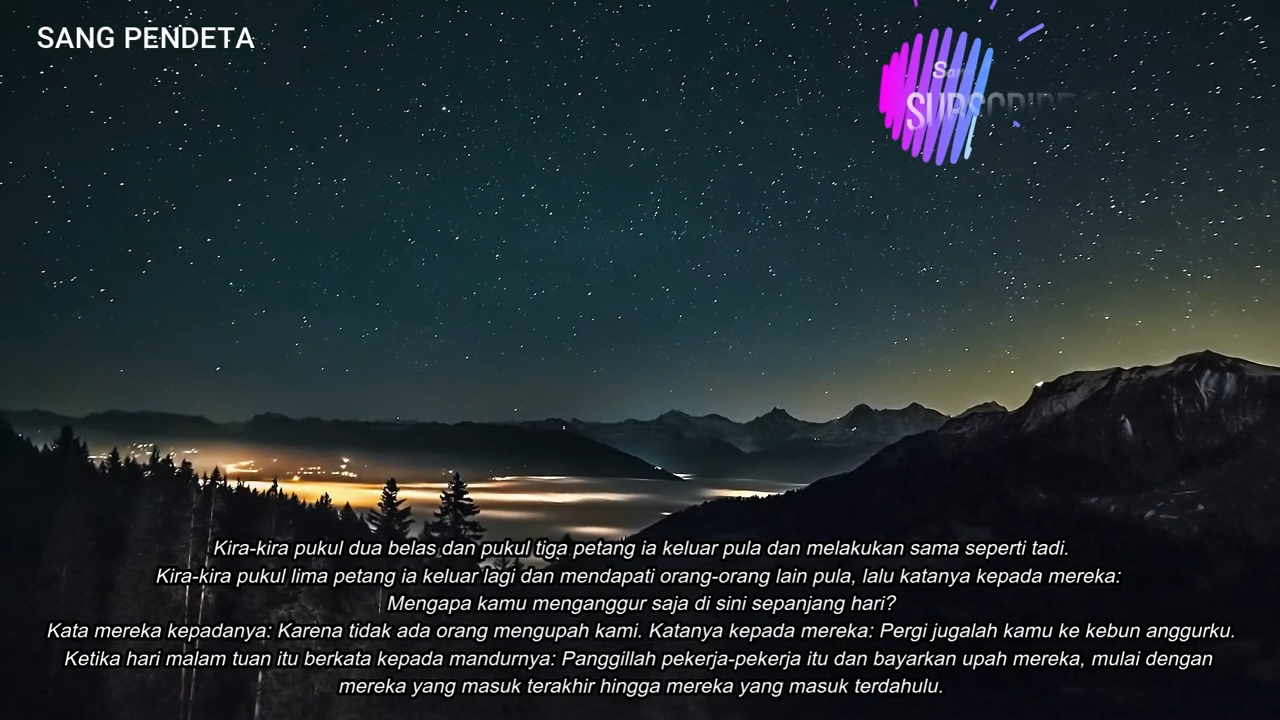 SANG PENDETA
SUBSCRIBE
Kira-kira pukul dua belas dan pukul tiga petang ia keluar pula dan melakukan sama seperti tadi.
Kira-kira pukul lima petang ia keluar lagi dan mendapati orang-orang lain pula, lalu katanya kepada mereka:
Mengapa kamu menganggur saja di sini sepanjang hari?
Kata mereka kepadanya: Karena tidak ada orang mengupah kami. Katanya kepada mereka: Pergi jugalah kamu ke kebun anggurku.
Ketika hari malam tuan itu berkata kepada mandurnya: Panggillah pekerja-pekerja itu dan bayarkan upah mereka, mulai dengan
mereka yang masuk terakhir hingga mereka yang masuk terdahulu.